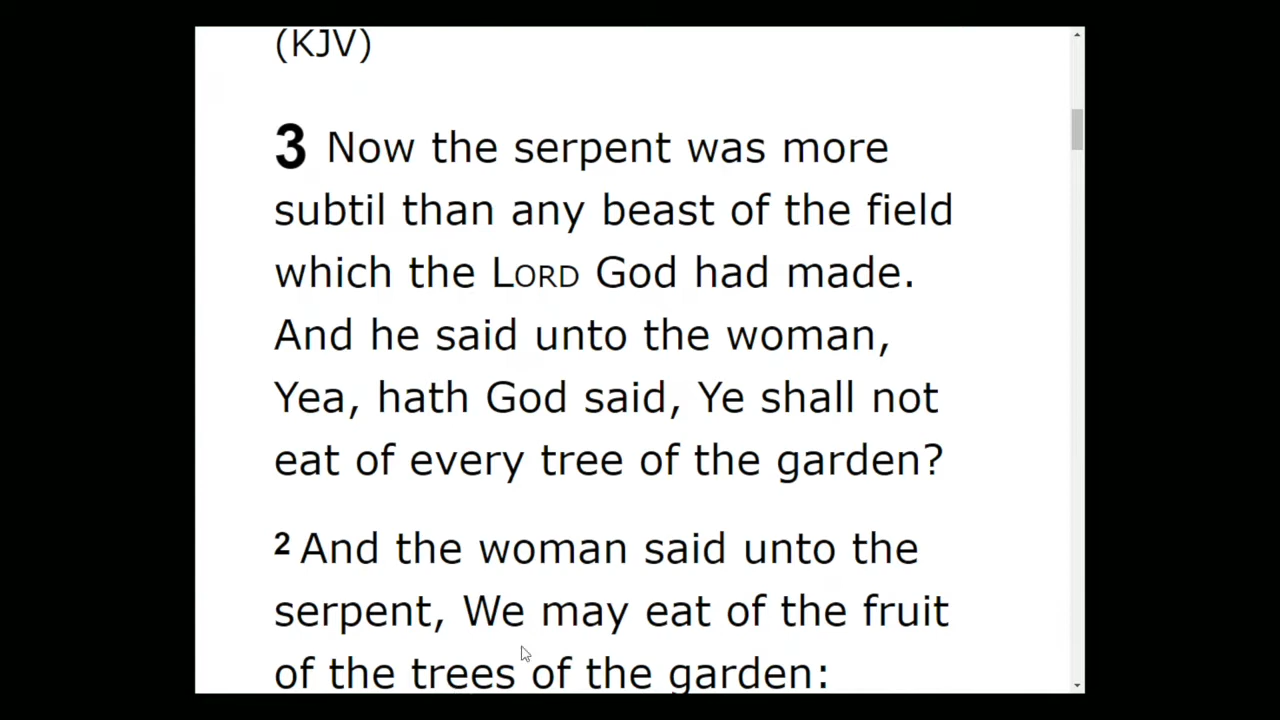 (KJV)
3 Now the serpent was more
subtil than any beast of the field
which the LORD God had made.
And he said unto the woman,
Yea, hath God said, Ye shall not
eat of every tree of the garden?
2 And the woman said unto the
serpent, We may eat of the fruit
of the trees of the garden: